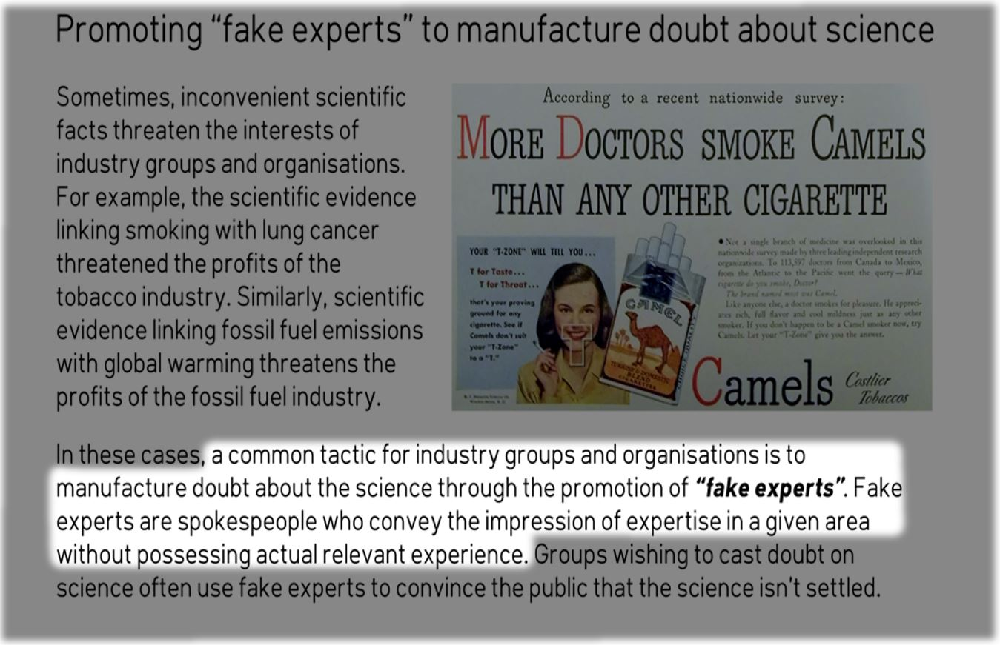 Promoting “fake experts” to manufacture doubt about science
Sometimes, inconvenient scientific
facts threaten the interests of
industry groups and organisations.
For example, the scientific evidence
linking smoking with lung cancer
threatened the profits of the
tobacco industry. Similarly, scientific
evidence linking fossil fuel emissions
with global warming threatens the
profits of the fossil fuel industry.
According to a recent nationwide survey:
MORE DOCTORS SMOKE CAMELS
THAN ANY OTHER CIGARETTE
YOUR "T-ZONE" WILL TELL YOU...
T for Taste...
T for Throat...
that's your proving
ground for any
cigarette. See if
Camels don't suit
your "T-Zone"
to a "T."
T
CAMEL
TURKISH & DOMESTIC
BLEND
CIGARETTES
CHOICE QUALITY
●Not a single branch of medicine was overlooked in this
nationwide survey made by three leading independent research
organizations. To 113,597 doctors from Canada to Mexico,
from the Atlantic to the Pacific went the query — What
cigarette do you smoke, Doctor?
The brand named most was Camel.
Like anyone else, a doctor smokes for pleasure. He appreci-
ates rich, full flavor and cool mildness just as any other
smoker. If you don't happen to be a Camel smoker now, try
Camels. Let your "T-Zone" give you the answer.
Camels
Costlier
Tobaccos
In these cases, a common tactic for industry groups and organisations is to
manufacture doubt about the science through the promotion of “fake experts”. Fake
experts are spokespeople who convey the impression of expertise in a given area
without possessing actual relevant experience. Groups wishing to cast doubt on
science often use fake experts to convince the public that the science isn't settled.